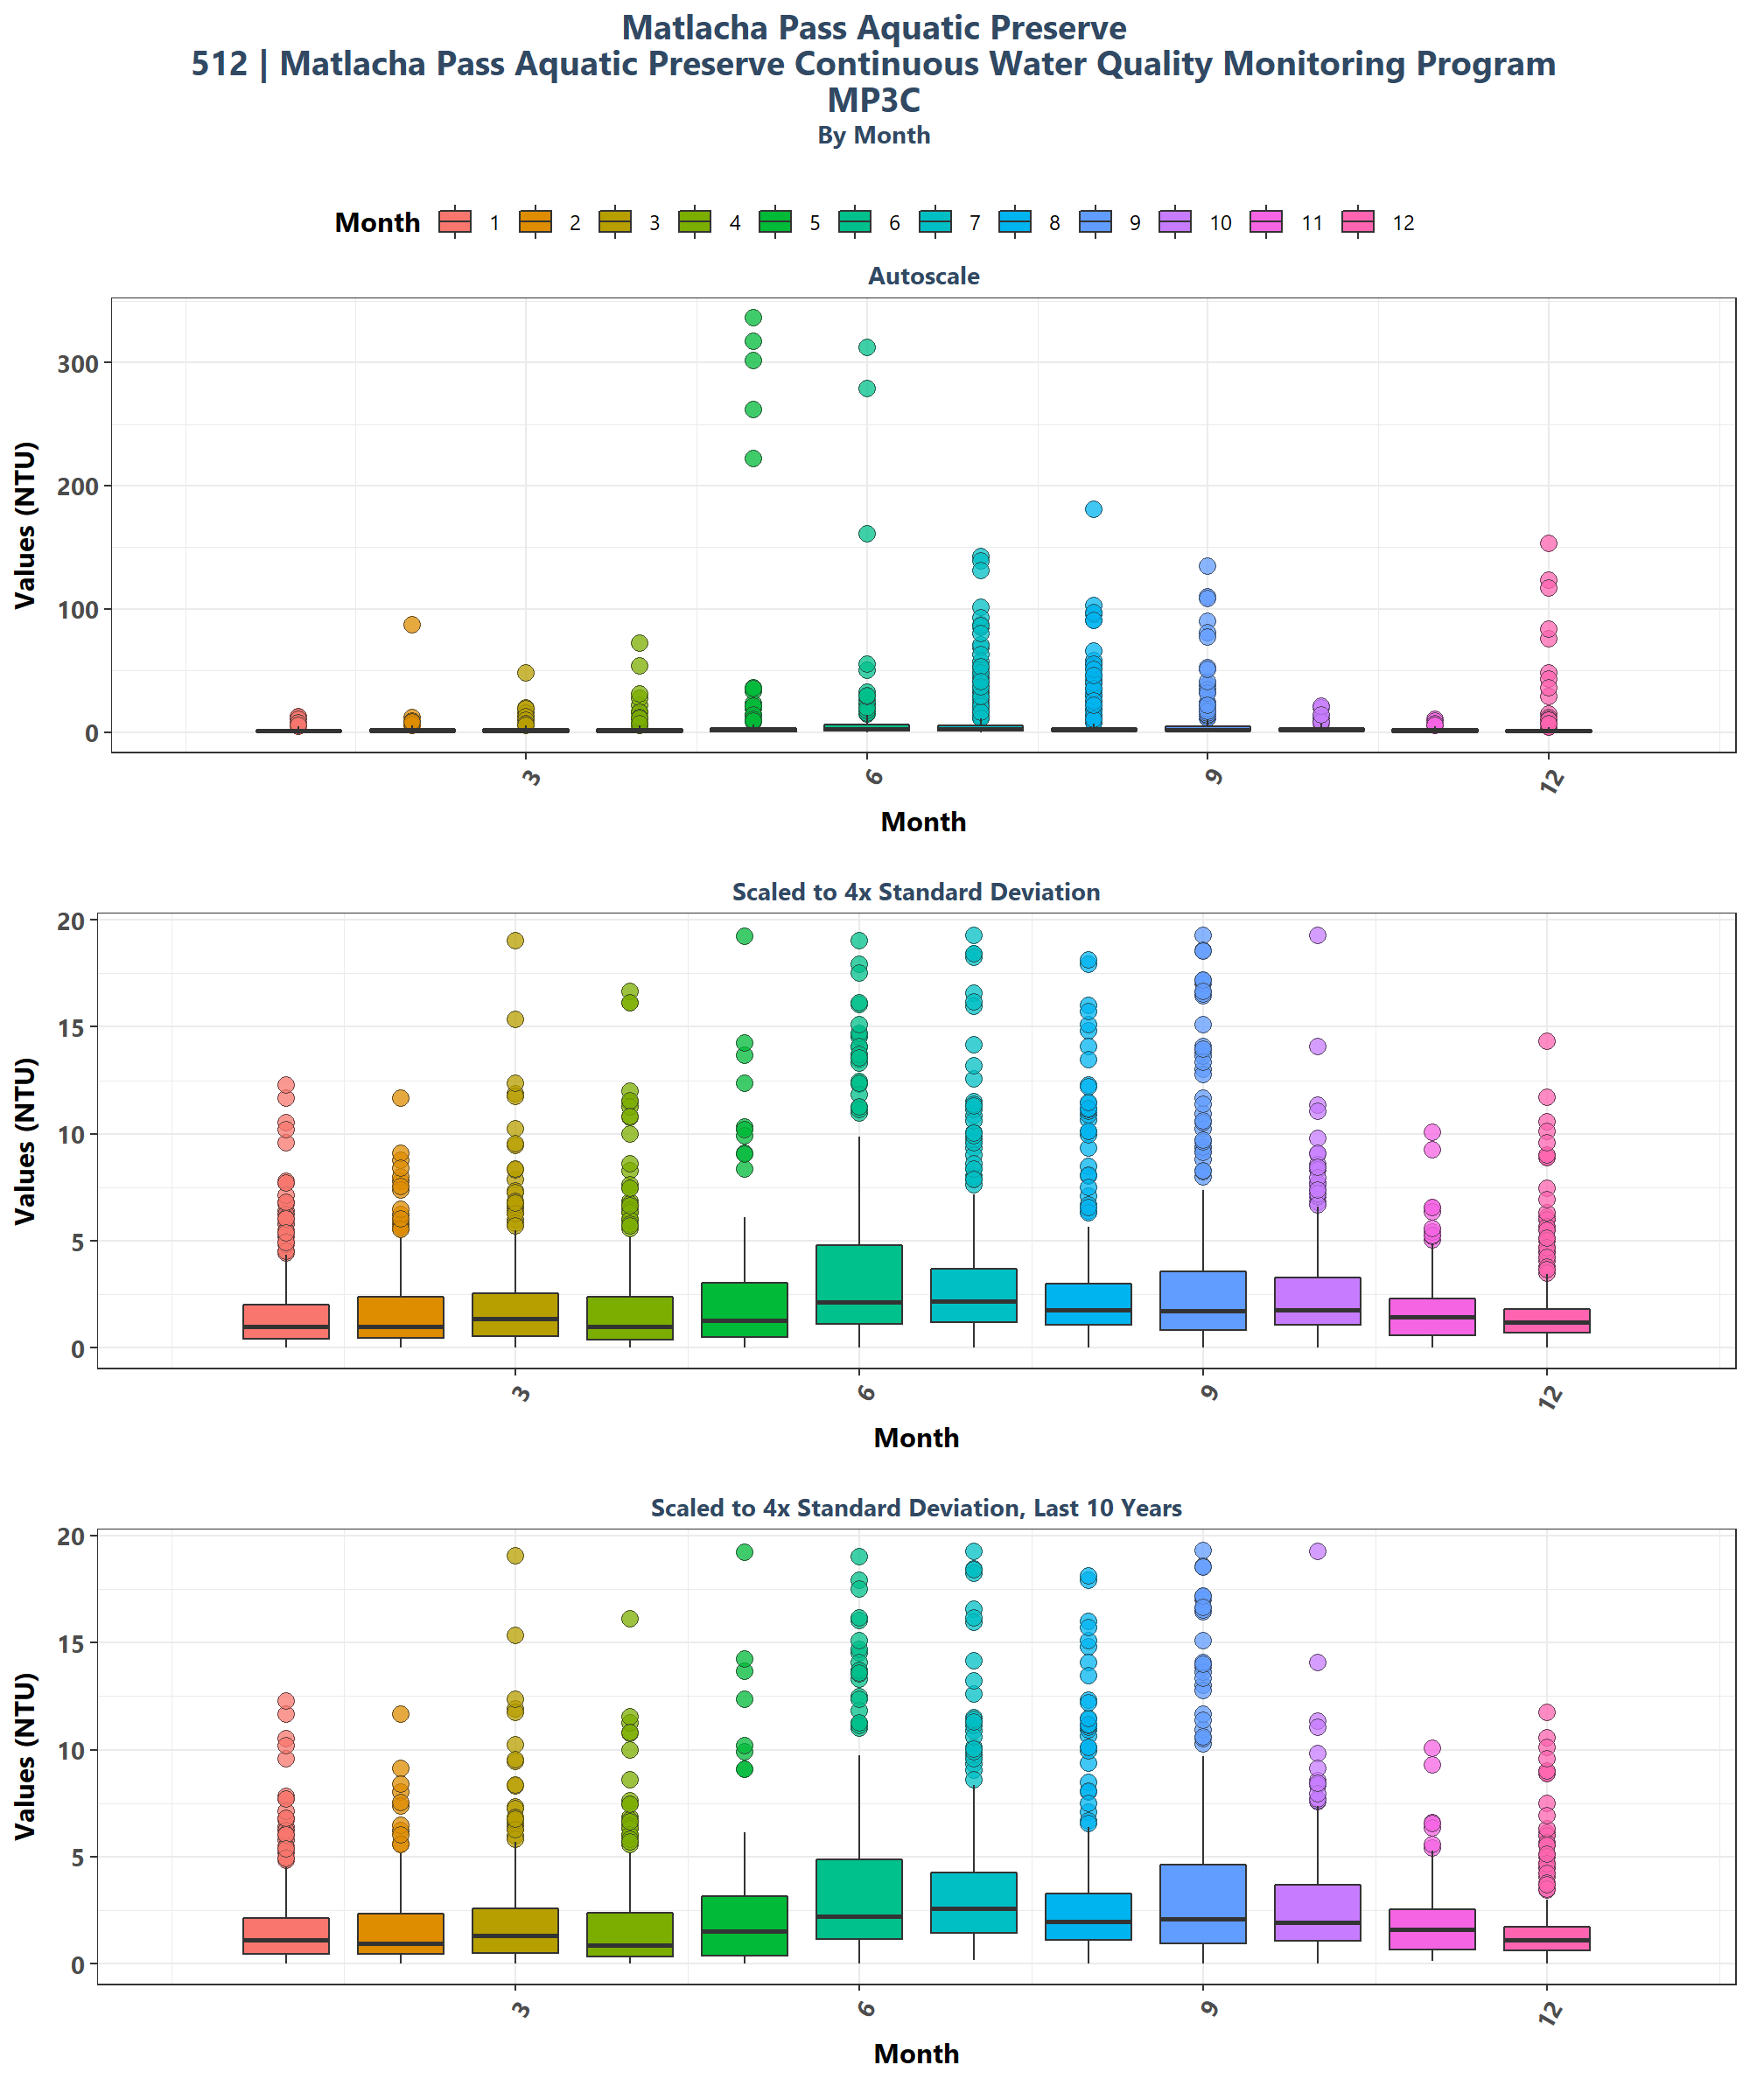 Matlacha Pass Aquatic Preserve
512 | Matlacha Pass Aquatic Preserve Continuous Water Quality Monitoring Program
MP3C
By Month
Month 1 2 3 4 5 6 7 8 9 10 11 12
Autoscale
Values (NTU)
300
200
100
0
3 6 9 12
Month
Scaled to 4x Standard Deviation
Values (NTU)
20
15
10
5
0
3 6 9 12
Month
Scaled to 4x Standard Deviation, Last 10 Years
Values (NTU)
20
15
10
5
0
3 6 9 12
Month